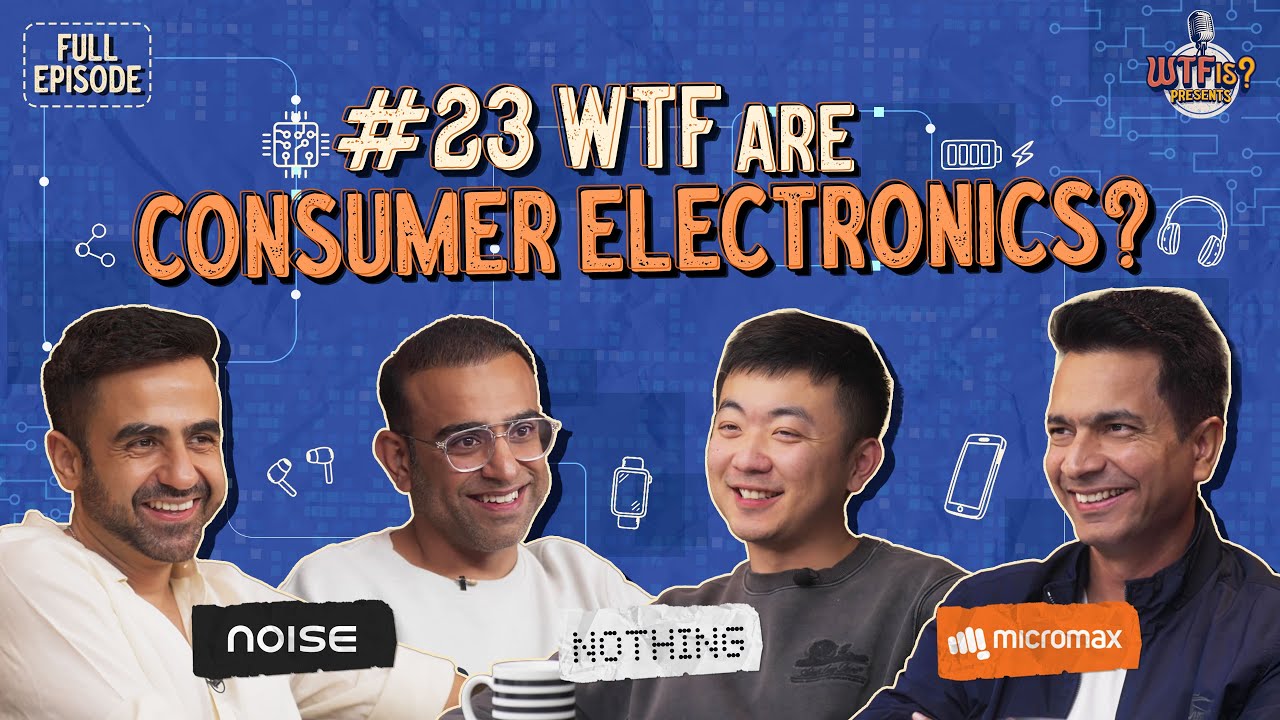 FULL
EPISODE
WTF is?
PRESENTS
#23 WTF ARE
CONSUMER ELECTRONICS?
NOISE
NOTHING
micromax